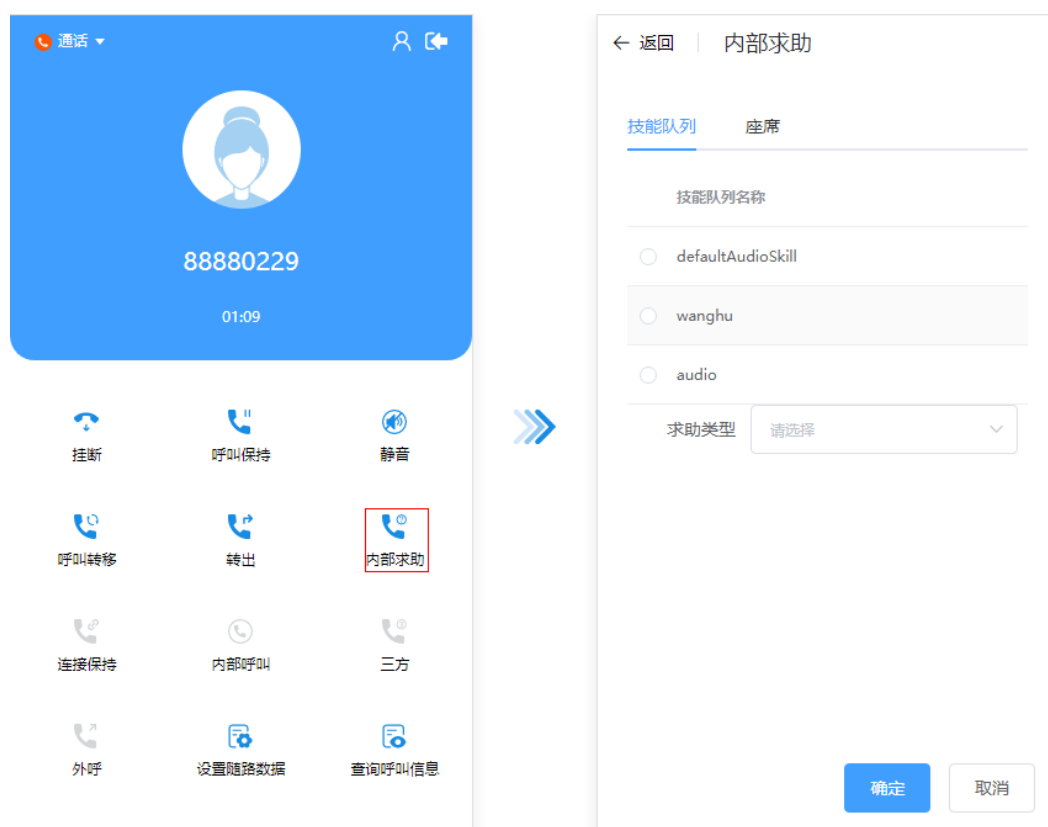 通话
88880229
01:09
挂断
呼叫保持
静音
呼叫转移
转出
内部求助
连接保持
内部呼叫
三方
外呼
设置随路数据
查询呼叫信息
返回
内部求助
技能队列
座席
技能队列名称
defaultAudioSkill
wanghu
audio
求助类型
请选择
确定
取消